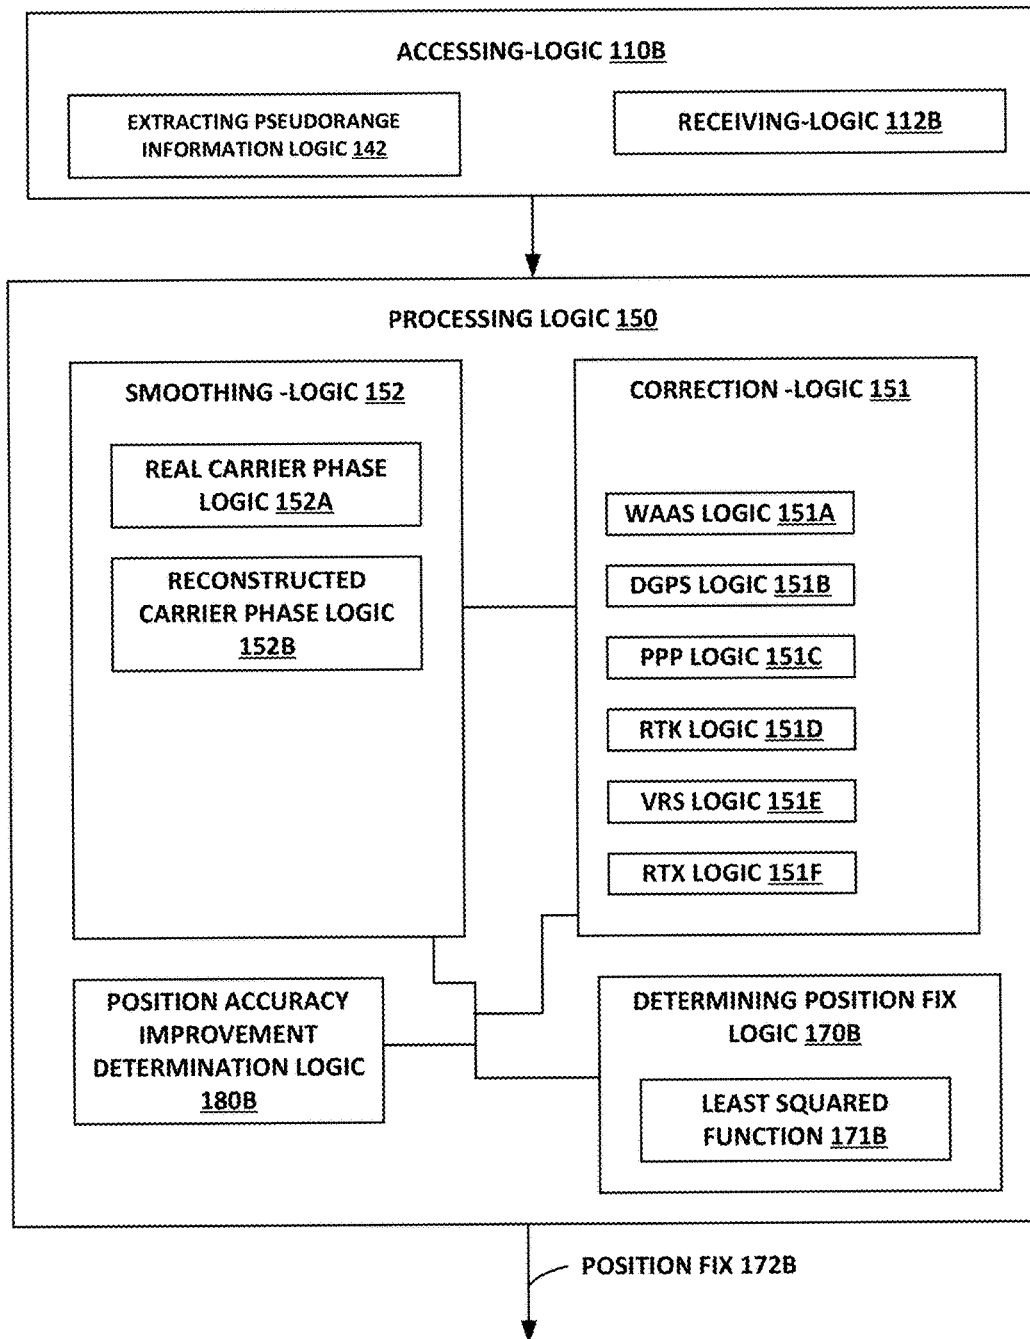 ACCESSING-LOGIC 110B
EXTRACTING PSEUDORANGE
INFORMATION LOGIC 142
RECEIVING-LOGIC 112B
PROCESSING LOGIC 150
SMOOTHING -LOGIC 152
REAL CARRIER PHASE
LOGIC 152A
RECONSTRUCTED
CARRIER PHASE LOGIC
152B
CORRECTION -LOGIC 151
WAAS LOGIC 151A
DGPS LOGIC 151B
PPP LOGIC 151C
RTK LOGIC 151D
VRS LOGIC 151E
RTX LOGIC 151F
POSITION ACCURACY
IMPROVEMENT
DETERMINATION LOGIC
180B
DETERMINING POSITION FIX
LOGIC 170B
LEAST SQUARED
FUNCTION 171B
POSITION FIX 172B